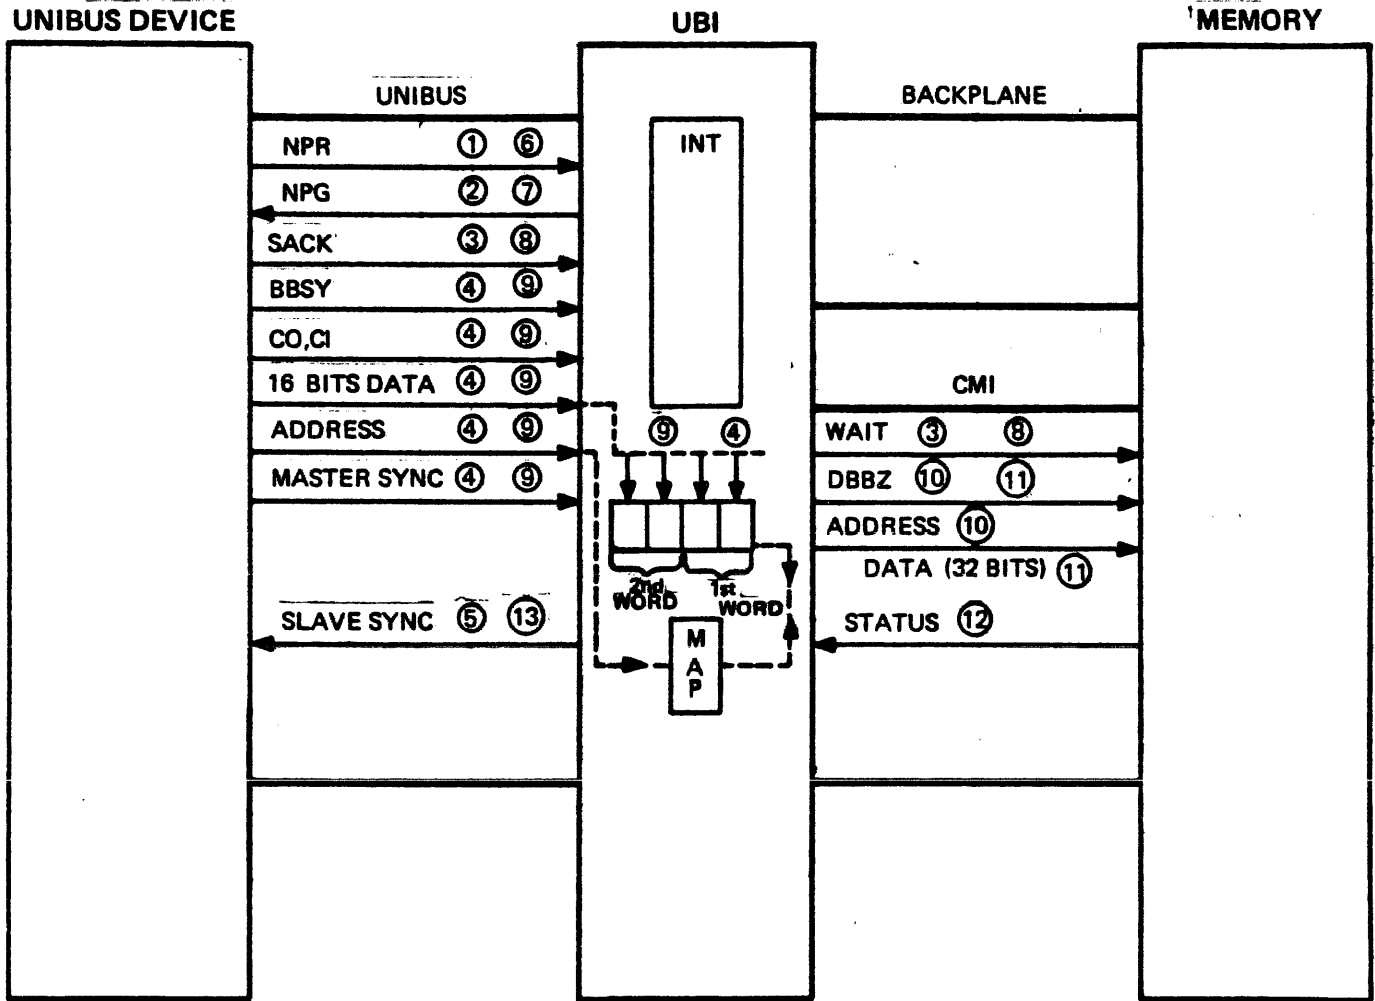 UNIBUS DEVICE
UBI
MEMORY
UNIBUS
BACKPLANE
INT
NPR ① ⑥
NPG ② ⑦
SACK ③ ⑧
BBSY ④ ⑨
CO,CI ④ ⑨
16 BITS DATA ④ ⑨
CMI
ADDRESS ④ ⑨
⑨ ④
WAIT ③ ⑧
MASTER SYNC ④ ⑨
DBBZ ⑩ ⑪
ADDRESS ⑩
DATA (32 BITS) ⑪
2nd WORD
1st WORD
SLAVE SYNC ⑤ ⑬
STATUS ⑫
MAP